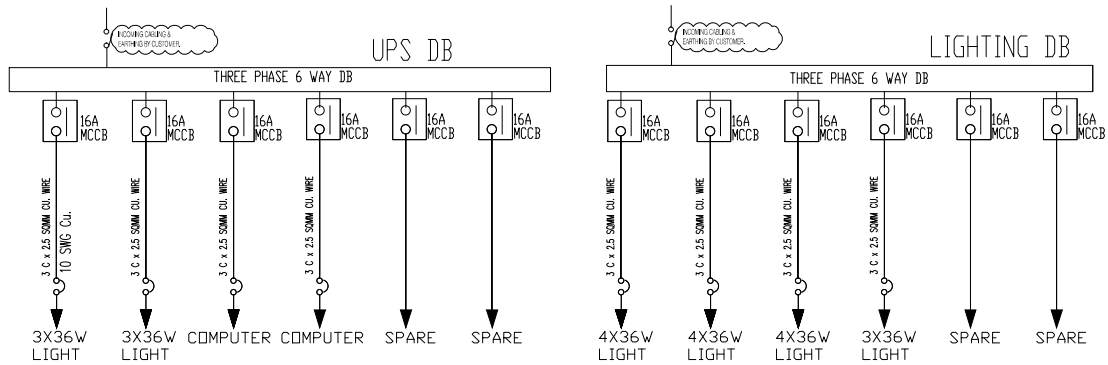 INCOMING CABLING &
EARTHING BY CUSTOMER.
UPS DB
THREE PHASE 6 WAY DB
16A
MCCB
16A
MCCB
16A
MCCB
16A
MCCB
16A
MCCB
16A
MCCB
3 C x 2.5 SQMM CU. WIRE
10 SWG Cu.
3 C x 2.5 SQMM CU. WIRE
3 C x 2.5 SQMM CU. WIRE
3 C x 2.5 SQMM CU. WIRE
3X36W
LIGHT
3X36W
LIGHT
COMPUTER
COMPUTER
SPARE
SPARE
INCOMING CABLING &
EARTHING BY CUSTOMER.
LIGHTING DB
THREE PHASE 6 WAY DB
16A
MCCB
16A
MCCB
16A
MCCB
16A
MCCB
16A
MCCB
16A
MCCB
3 C x 2.5 SQMM CU. WIRE
3 C x 2.5 SQMM CU. WIRE
3 C x 2.5 SQMM CU. WIRE
3 C x 2.5 SQMM CU. WIRE
4X36W
LIGHT
4X36W
LIGHT
4X36W
LIGHT
3X36W
LIGHT
SPARE
SPARE